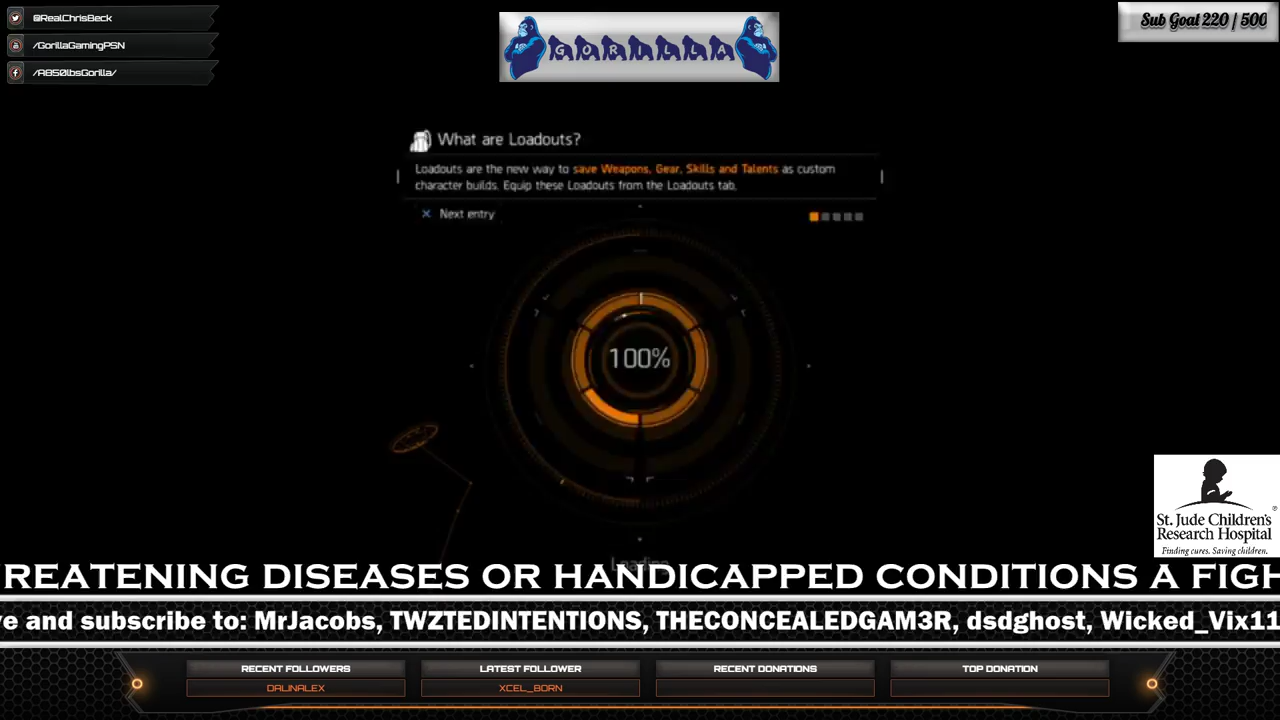 @RealChrisBeck
/GorillaGamingPSN
/A850lbsGorilla/
GORILLA
Sub Goal 220 / 500
What are Loadouts?
Loadouts are the new way to save Weapons, Gear, Skills and Talents as custom
character builds. Equip these Loadouts from the Loadouts tab.
Next entry
100%
Loading
St. Jude Children's
Research Hospital
Finding cures. Saving children.
REATENING DISEASES OR HANDICAPPED CONDITIONS A FIGH
e and subscribe to: MrJacobs, TWZTEDINTENTIONS, THECONCEALEDGAM3R, dsdghost, Wicked_Vix11
RECENT FOLLOWERS
DALINALEX
LATEST FOLLOWER
XCEL_BORN
RECENT DONATIONS
TOP DONATION